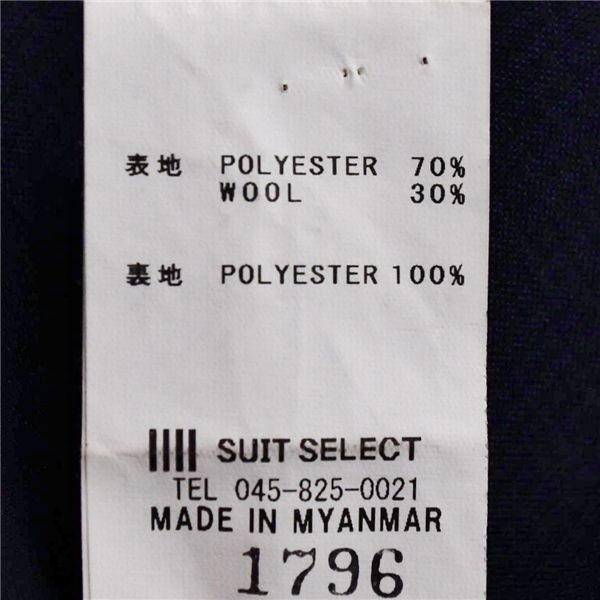 表地 POLYESTER 70%
WOOL 30%
裏地 POLYESTER 100%
SUIT SELECT
TEL 045-825-0021
MADE IN MYANMAR
1796